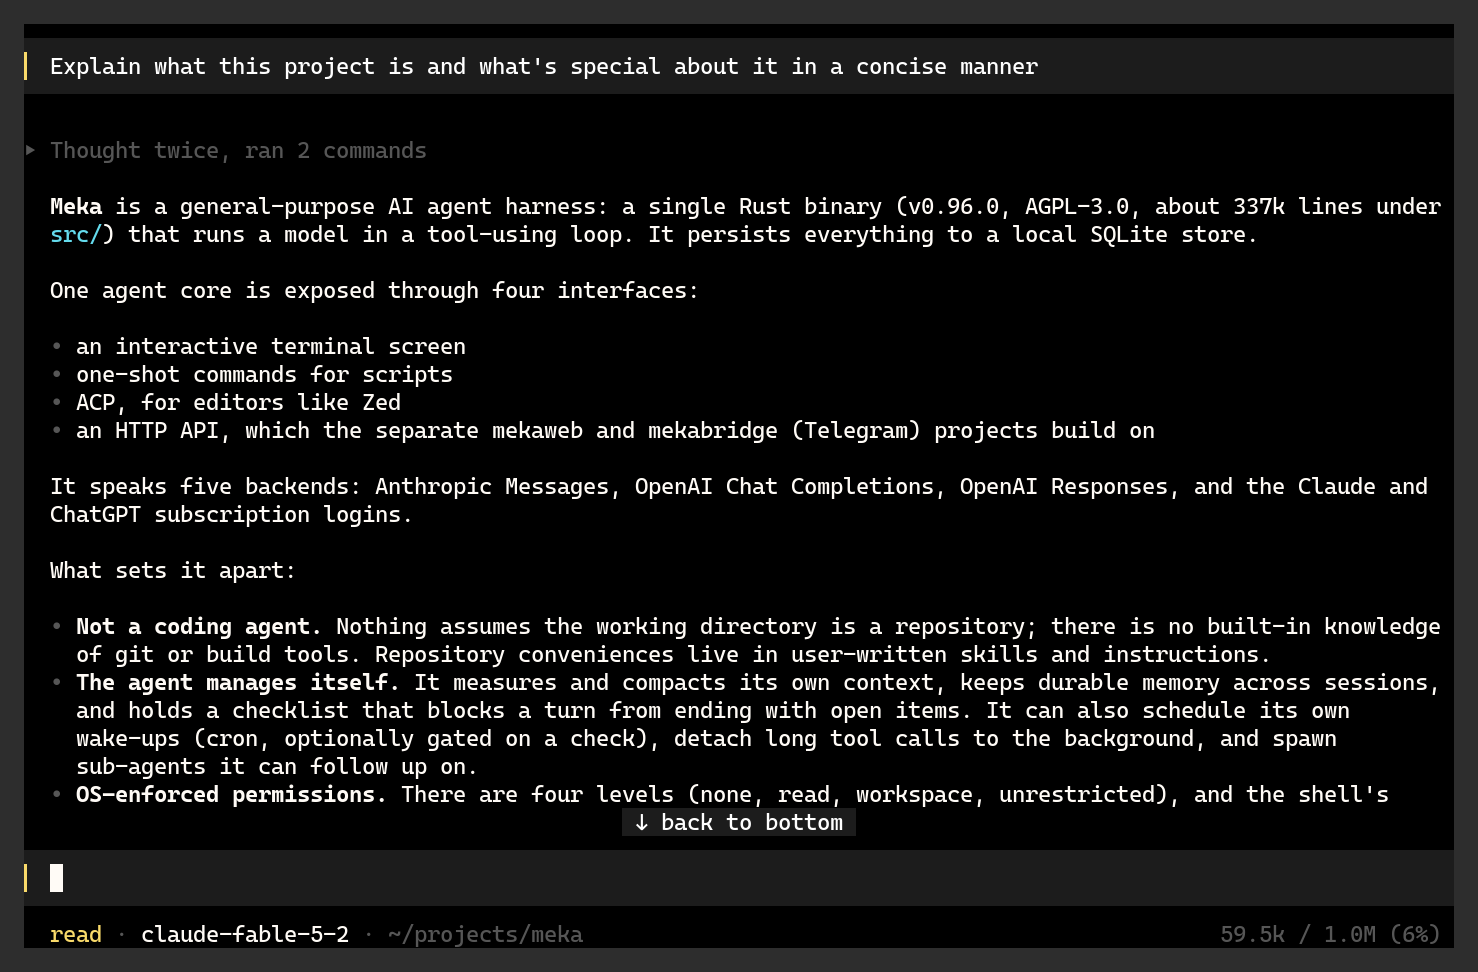 Explain what this project is and what's special about it in a concise manner
▶ Thought twice, ran 2 commands
Meka is a general-purpose AI agent harness: a single Rust binary (v0.96.0, AGPL-3.0, about 337k lines under
src/) that runs a model in a tool-using loop. It persists everything to a local SQLite store.
One agent core is exposed through four interfaces:
• an interactive terminal screen
• one-shot commands for scripts
• ACP, for editors like Zed
• an HTTP API, which the separate mekaweb and mekabridge (Telegram) projects build on
It speaks five backends: Anthropic Messages, OpenAI Chat Completions, OpenAI Responses, and the Claude and
ChatGPT subscription logins.
What sets it apart:
• Not a coding agent. Nothing assumes the working directory is a repository; there is no built-in knowledge
of git or build tools. Repository conveniences live in user-written skills and instructions.
• The agent manages itself. It measures and compacts its own context, keeps durable memory across sessions,
and holds a checklist that blocks a turn from ending with open items. It can also schedule its own
wake-ups (cron, optionally gated on a check), detach long tool calls to the background, and spawn
sub-agents it can follow up on.
• OS-enforced permissions. There are four levels (none, read, workspace, unrestricted), and the shell's
↓ back to bottom
read · claude-fable-5-2 · ~/projects/meka 59.5k / 1.0M (6%)